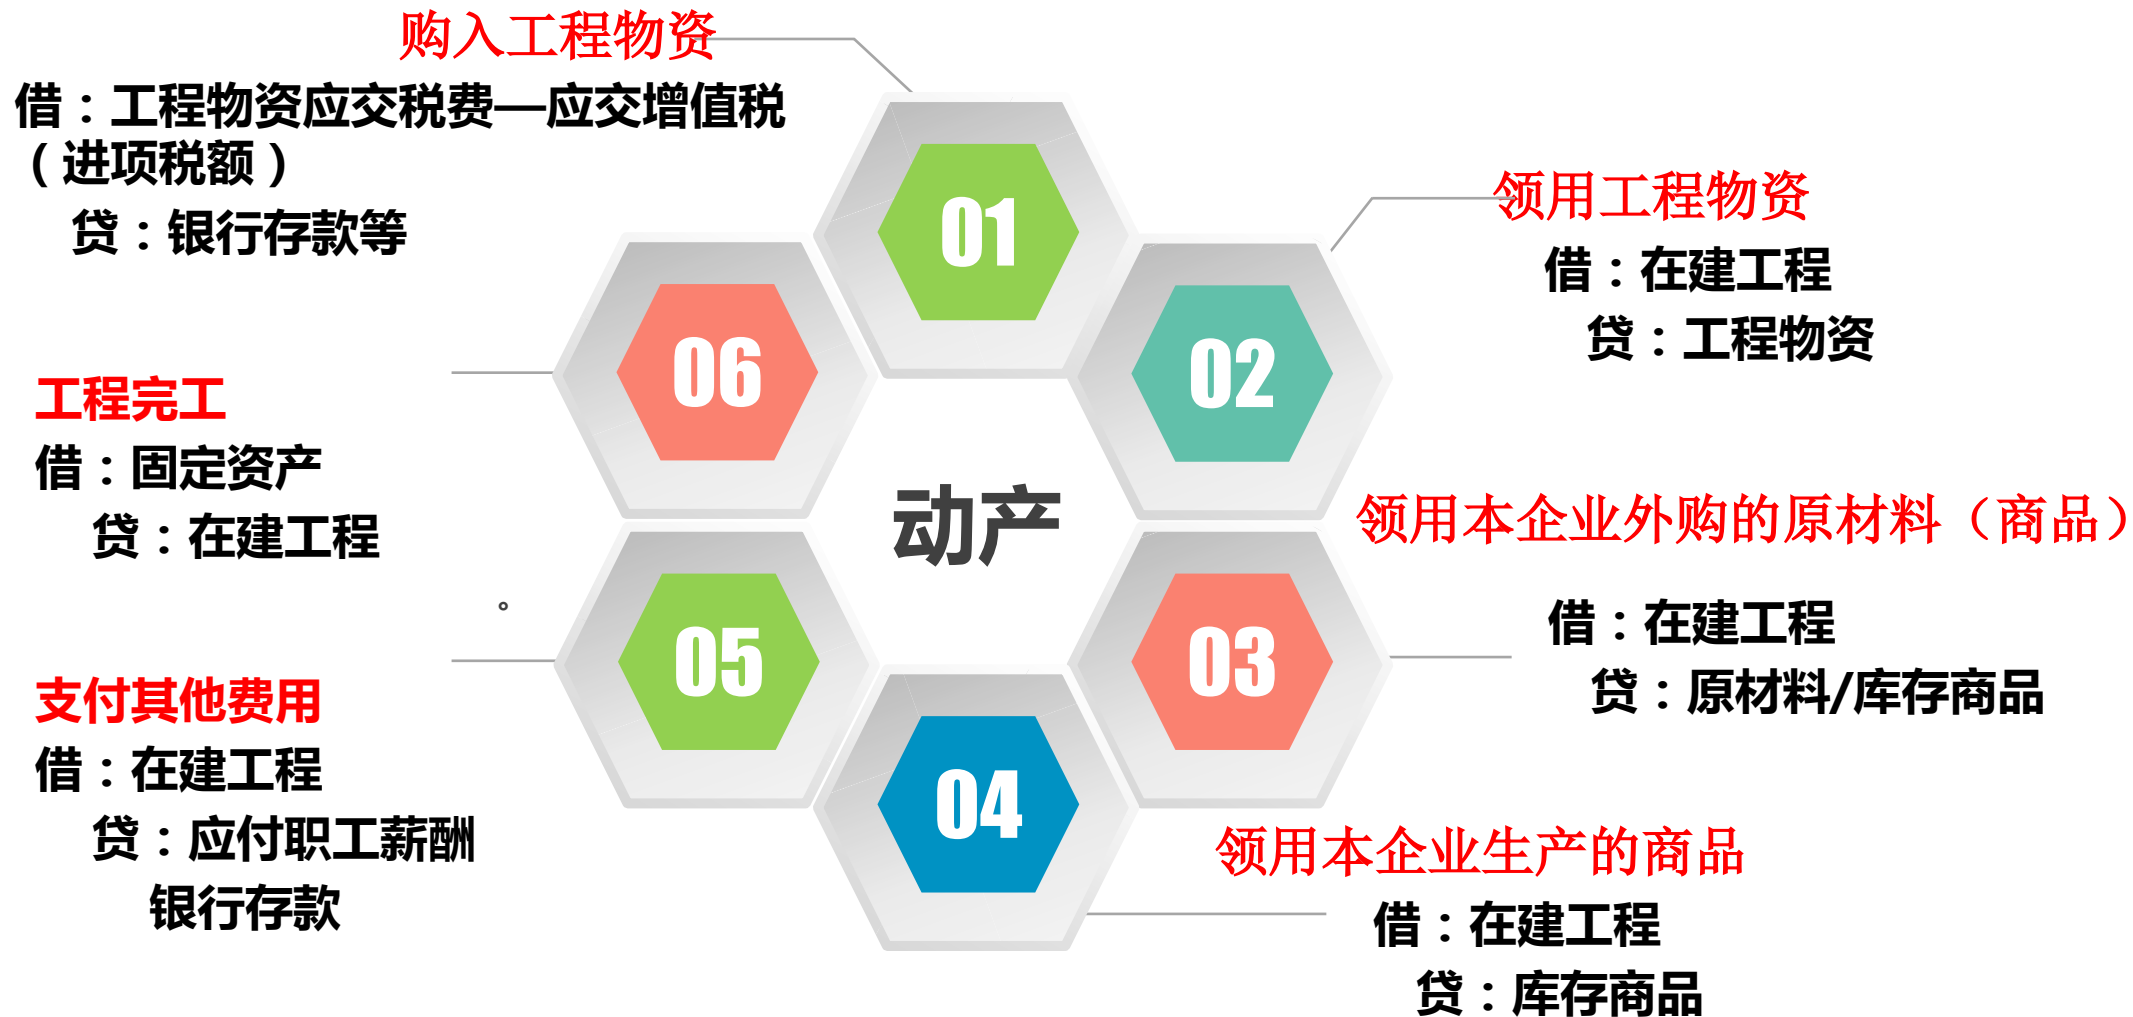 购入工程物资
借：工程物资应交税费—应交增值税
（进项税额）
贷：银行存款等
01
领用工程物资
借：在建工程
贷：工程物资
02
领用本企业外购的原材料（商品）
借：在建工程
贷：原材料/库存商品
03
领用本企业生产的商品
借：在建工程
贷：库存商品
04
支付其他费用
借：在建工程
贷：应付职工薪酬
银行存款
05
。
工程完工
借：固定资产
贷：在建工程
06
动产